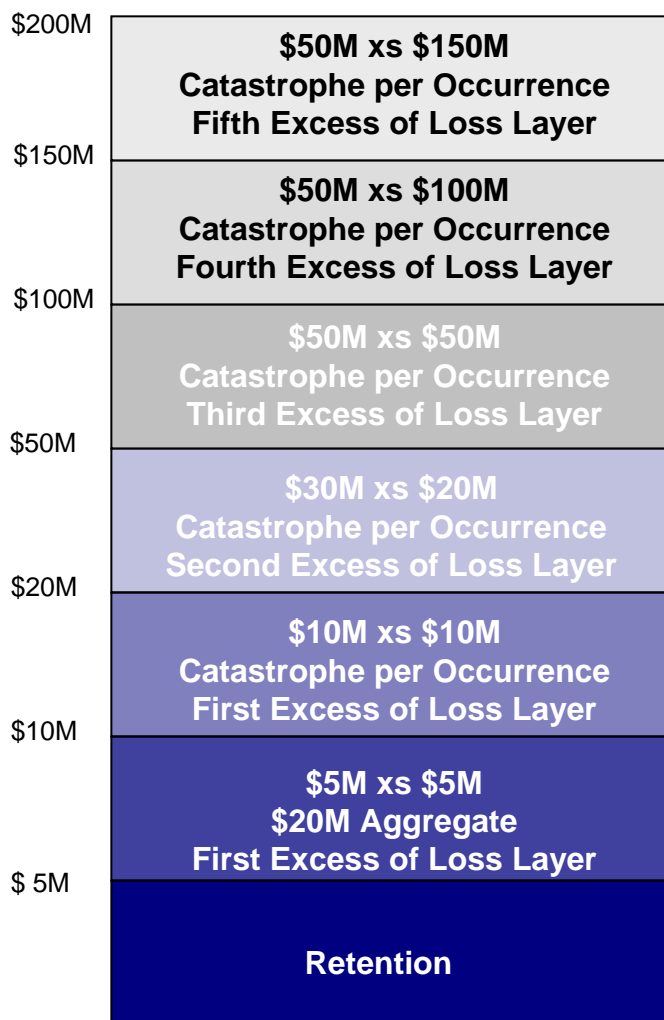 $200M
$50M xs $150M
Catastrophe per Occurrence
Fifth Excess of Loss Layer
$150M
$50M xs $100M
Catastrophe per Occurrence
Fourth Excess of Loss Layer
$100M
$50M xs $50M
Catastrophe per Occurrence
Third Excess of Loss Layer
$50M
$30M xs $20M
Catastrophe per Occurrence
Second Excess of Loss Layer
$20M
$10M xs $10M
Catastrophe per Occurrence
First Excess of Loss Layer
$10M
$5M xs $5M
$20M Aggregate
First Excess of Loss Layer
$ 5M
Retention